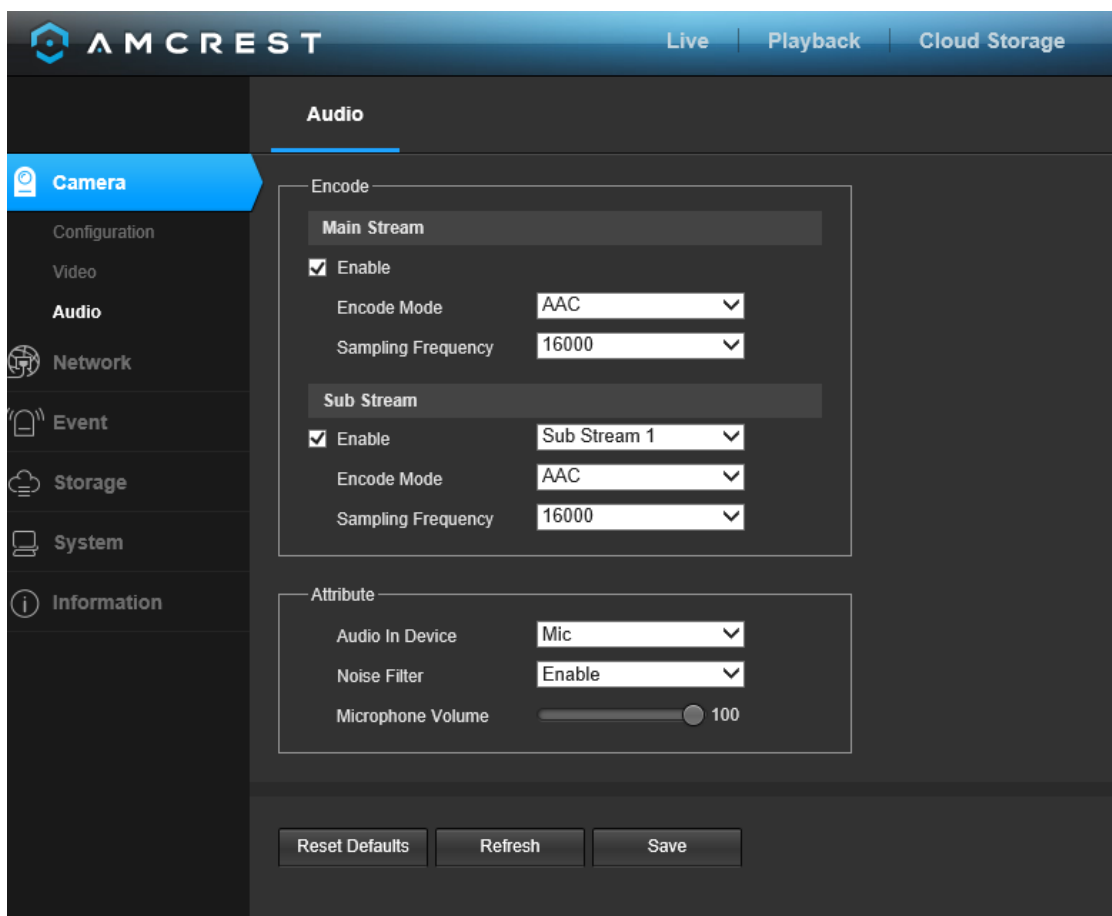 AMCREST
Live Playback Cloud Storage
Audio
Camera
Configuration
Video
Audio
Network
Event
Storage
System
Information
Encode
Main Stream
Enable
Encode Mode AAC
Sampling Frequency 16000
Sub Stream
Enable Sub Stream 1
Encode Mode AAC
Sampling Frequency 16000
Attribute
Audio In Device Mic
Noise Filter Enable
Microphone Volume 100
Reset Defaults Refresh Save